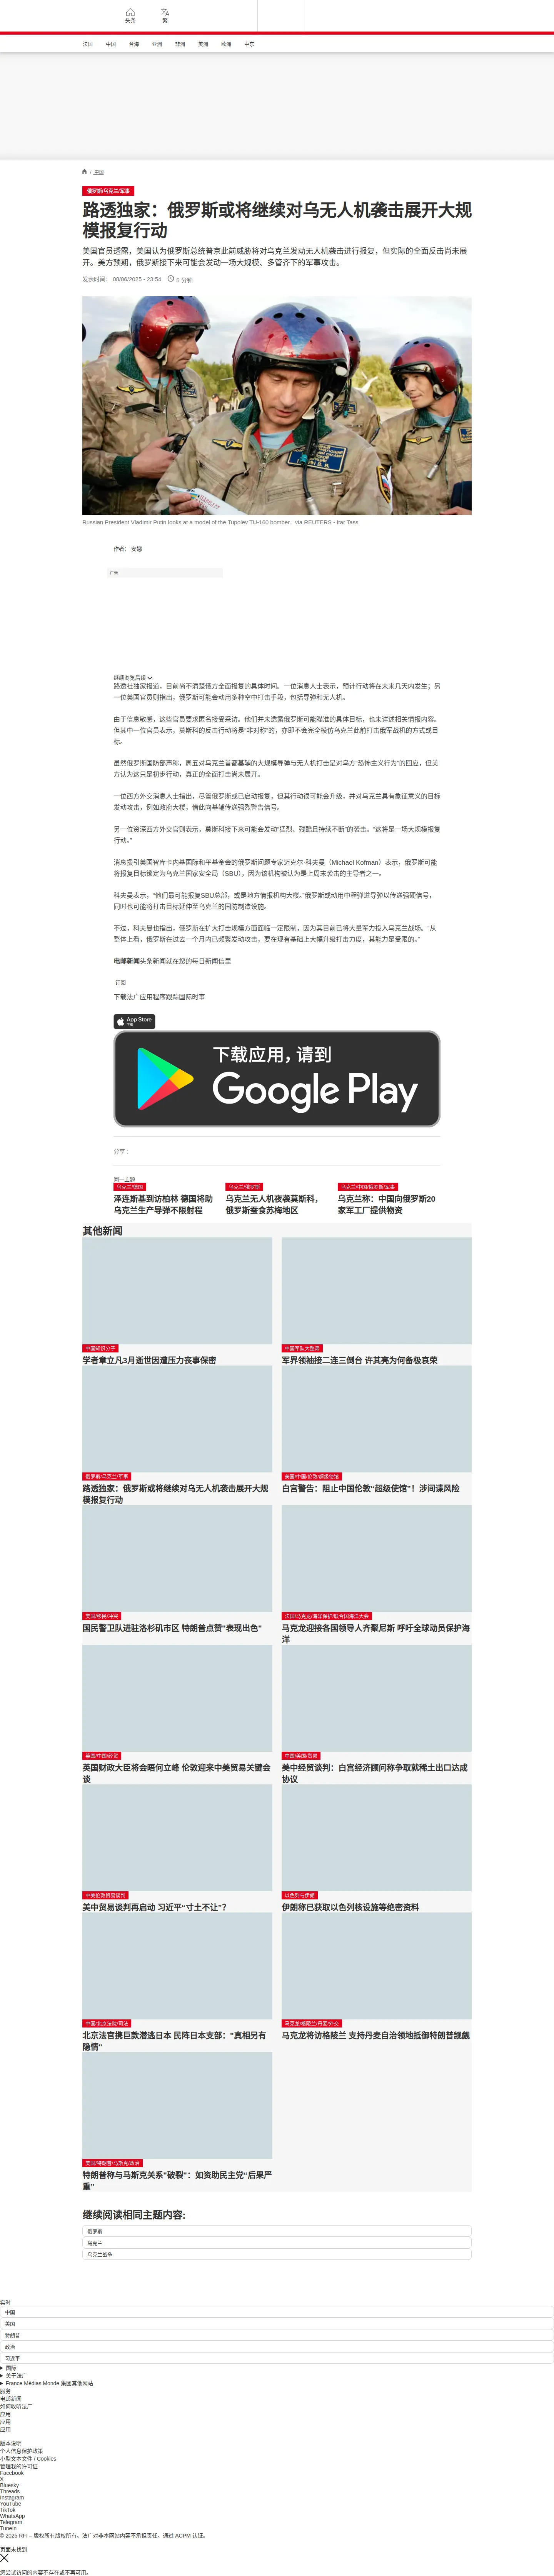 头条
繁
法国
中国
台海
亚洲
非洲
美洲
欧洲
中东
/ 中国
俄罗斯/乌克兰/军事
路透独家：俄罗斯或将继续对乌无人机袭击展开大规
模报复行动
美国官员透露，美国认为俄罗斯总统普京此前威胁将对乌克兰发动无人机袭击进行报复，但实际的全面反击尚未展
开。美方预期，俄罗斯接下来可能会发动一场大规模、多管齐下的军事攻击。
发表时间： 08/06/2025 - 23:54
5 分钟
Russian President Vladimir Putin looks at a model of the Tupolev TU-160 bomber.. via REUTERS - Itar Tass
作者： 安娜
广告
继续浏览后续
路透社独家报道，目前尚不清楚俄方全面报复的具体时间。一位消息人士表示，预计行动将在未来几天内发生；另
一位美国官员则指出，俄罗斯可能会动用多种空中打击手段，包括导弹和无人机。
由于信息敏感，这些官员要求匿名接受采访、他们并未透露俄罗斯可能瞄准的具体目标，也未详述相关情报内容。
但其中一位官员表示，莫斯科的反击行动将是“非对称”的，亦即不会完全模仿乌克兰此前打击俄军战机的方式或目
标。
虽然俄罗斯国防部声称，周五对乌克兰首都基辅的大规模导弹与无人机打击是对乌方“恐怖主义行为”的回应，但美
方认为这只是初步行动，真正的全面打击尚未展开。
一位西方外交消息人士指出，尽管俄罗斯或已启动报复，但其行动很可能会升级，并对乌克兰具有象征意义的目标
发动攻击，例如政府大楼，借此向基辅传递强烈警告信号。
另一位资深西方外交官则表示，莫斯科接下来可能会发动“猛烈、残酷且持续不断”的袭击。“这将是一场大规模报复
行动。”
消息援引美国智库卡内基国际和平基金会的俄罗斯问题专家迈克尔·科夫曼（Michael Kofman）表示，俄罗斯可能
将报复目标锁定为乌克兰国家安全局（SBU），因为该机构被认为是上周末袭击的主导者之一。
科夫曼表示，“他们最可能报复SBU总部，或是地方情报机构大楼。”俄罗斯或动用中程弹道导弹以传递强硬信号，
同时也可能将打击目标延伸至乌克兰的国防制造设施。
不过，科夫曼也指出，俄罗斯在扩大打击规模方面面临一定限制，因为其目前已将大量军力投入乌克兰战场。“从
整体上看，俄罗斯在过去一个月内已频繁发动攻击，要在现有基础上大幅升级打击力度，其能力是受限的。”
电邮新闻头条新闻就在您的每日新闻信里
订阅
下载法广应用程序跟踪国际时事
App Store
下载
下载应用，请到
Google Play
分享 :
同一主题
乌克兰/德国
泽连斯基到访柏林 德国将助
乌克兰生产导弹不限射程
乌克兰/俄罗斯
乌克兰无人机夜袭莫斯科，
俄罗斯蚕食苏梅地区
乌克兰/中国/俄罗斯/军事
乌克兰称：中国向俄罗斯20
家军工厂提供物资
其他新闻
中国知识分子
学者章立凡3月逝世因遭压力丧事保密
中国军队大整肃
军界领袖接二连三倒台 许其亮为何备极哀荣
俄罗斯/乌克兰/军事
路透独家：俄罗斯或将继续对乌无人机袭击展开大规
模报复行动
英国/中国/伦敦/超级使馆
白宫警告：阻止中国伦敦“超级使馆”！涉间谍风险
美国/移民/冲突
国民警卫队进驻洛杉矶市区 特朗普点赞"表现出色"
法国/马克龙/海洋保护/联合国海洋大会
马克龙迎接各国领导人齐聚尼斯 呼吁全球动员保护海
洋
英国/中国/经贸
英国财政大臣将会晤何立峰 伦敦迎来中美贸易关键会
谈
中国/美国/贸易
美中经贸谈判：白宫经济顾问称争取就稀土出口达成
协议
中美伦敦贸易谈判
美中贸易谈判再启动 习近平“寸土不让”？
以色列与伊朗
伊朗称已获取以色列核设施等绝密资料
中国/北京法院/司法
北京法官携巨款潜逃日本 民阵日本支部："真相另有
隐情"
马克龙/格陵兰/丹麦/外交
马克龙将访格陵兰 支持丹麦自治领地抵御特朗普觊觎
美国/特朗普/马斯克/政治
特朗普称与马斯克关系"破裂"：如资助民主党"后果严
重"
继续阅读相同主题内容:
俄罗斯
乌克兰
乌克兰战争
实时
中国
美国
特朗普
政治
习近平
国际
关于法广
France Médias Monde 集团其他网站
服务
电邮新闻
如何收听法广
应用
应用
应用
版本说明
个人信息保护政策
小型文本文件 / Cookies
管理我的许可证
Facebook
X
Bluesky
Threads
Instagram
YouTube
TikTok
WhatsApp
Telegram
TuneIn
© 2025 RFI – 版权所有版权所有。法广对非本网站内容不承担责任。通过 ACPM 认证。
页面未找到
您尝试访问的内容不存在或不再可用。